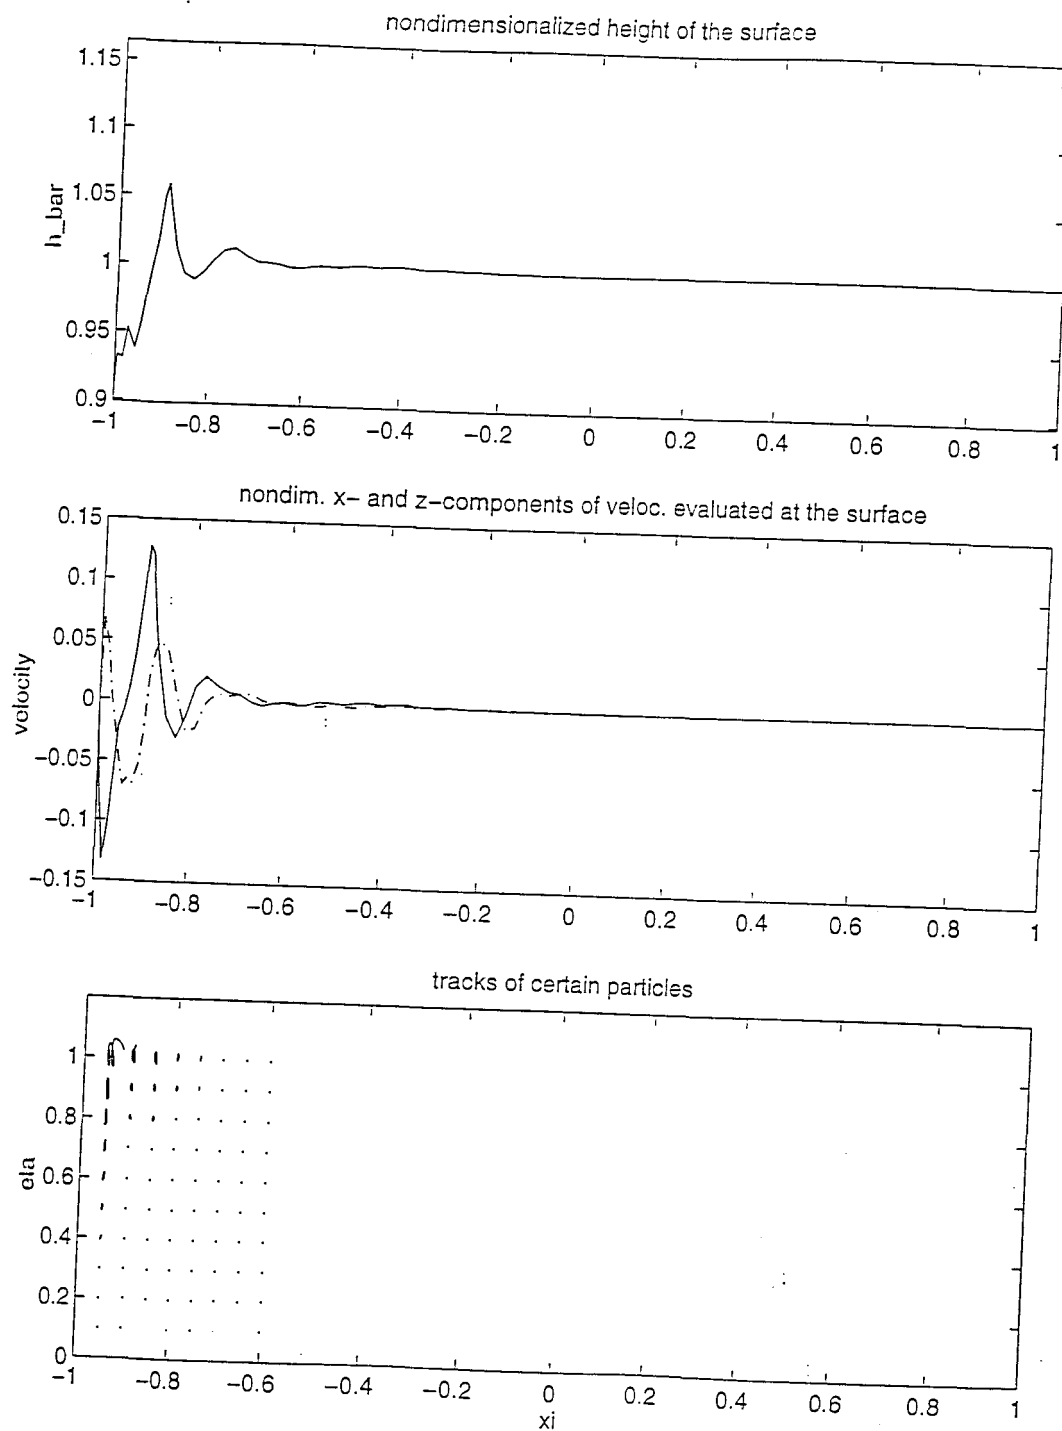 nondimensionalized height of the surface
1.15
1.1
1.05
1
0.95
0.9
h_bar
-1 -0.8 -0.6 -0.4 -0.2 0 0.2 0.4 0.6 0.8 1
nondim. x- and z-components of veloc. evaluated at the surface
0.15
0.1
0.05
0
-0.05
-0.1
-0.15
velocity
-1 -0.8 -0.6 -0.4 -0.2 0 0.2 0.4 0.6 0.8 1
tracks of certain particles
1
0.8
0.6
0.4
0.2
0
eta
-1 -0.8 -0.6 -0.4 -0.2 0 0.2 0.4 0.6 0.8 1
xi